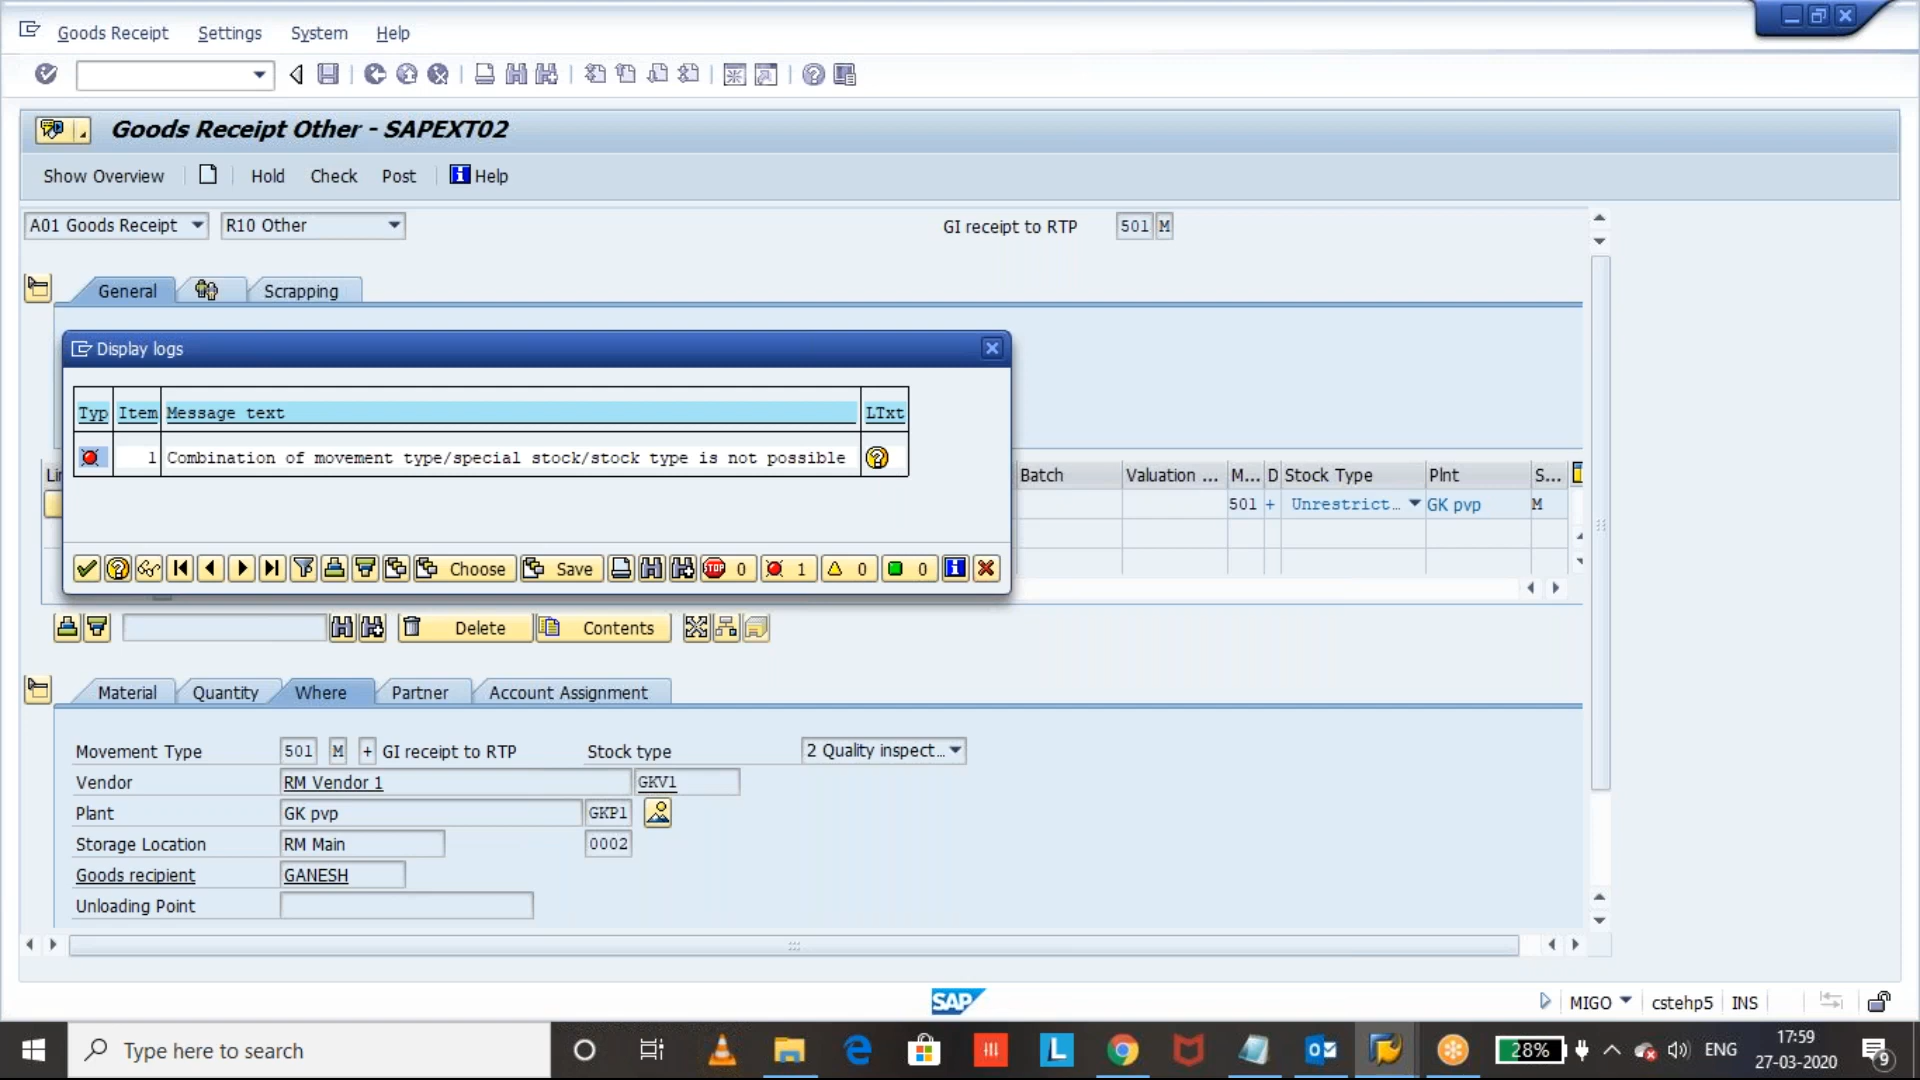 Goods Receipt Settings System Help
Goods Receipt Other - SAPEXT02
Show Overview Hold Check Post Help
A01 Goods Receipt R10 Other GI receipt to RTP 501 M
General Scrapping
Display logs
Typ Item Message text LTxt
1 Combination of movement type/special stock/stock type is not possible
Batch Valuation ... M... D Stock Type Plnt S...
501 + Unrestrict... GK pvp M
Choose Save STOP 0 1 0 0
Delete Contents
Material Quantity Where Partner Account Assignment
Movement Type 501 M + GI receipt to RTP Stock type 2 Quality inspect...
Vendor RM Vendor 1 GKV1
Plant GK pvp GKP1
Storage Location RM Main 0002
Goods recipient GANESH
Unloading Point
SAP MIGO cstehp5 INS
Type here to search 28% ENG 17:59
27-03-2020 9